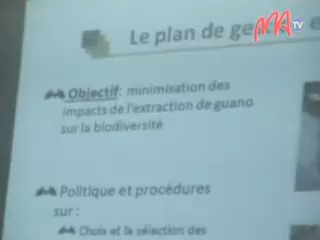 MA TV
Le plan de ge
Objectif: minimisation des
impacts de l'extraction de guano
sur la biodiversité
Politique et procédures
sur :
Choix et la sélection des